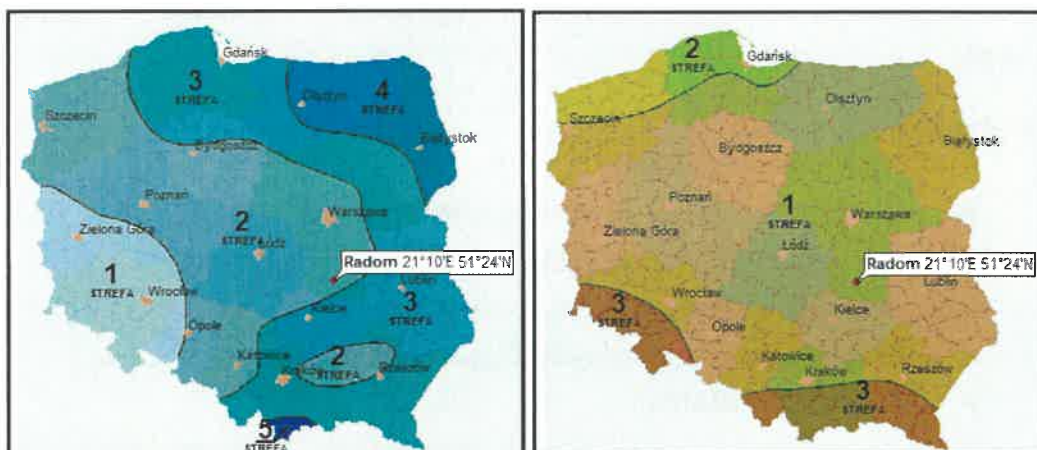 Gdańsk
3
STREFA
4
STREFA
Olsztyn
Szczecin
Białystok
Bydgoszcz
Poznań
2
STREFA
Warszawa
Zielona Góra
Łódź
1
STREFA
Radom 21°10'E 51°24'N
Lublin
Wrocław
3
STREFA
Kielce
Opole
2
STREFA
Katowice
Kraków
Rzeszów
5
STREFA
2
STREFA
Gdańsk
Olsztyn
Szczecin
Białystok
Bydgoszcz
Poznań
1
STREFA
Warszawa
Zielona Góra
Łódź
Radom 21°10'E 51°24'N
Lublin
3
STREFA
Wrocław
Kielce
Opole
Katowice
Kraków
Rzeszów
3
STREFA